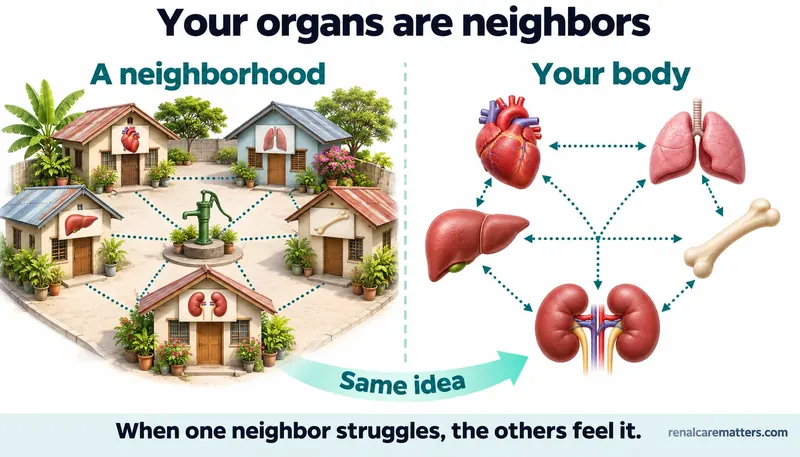 Your organs are neighbors
A neighborhood
Your body
Same idea
When one neighbor struggles, the others feel it.
renalcarematters.com